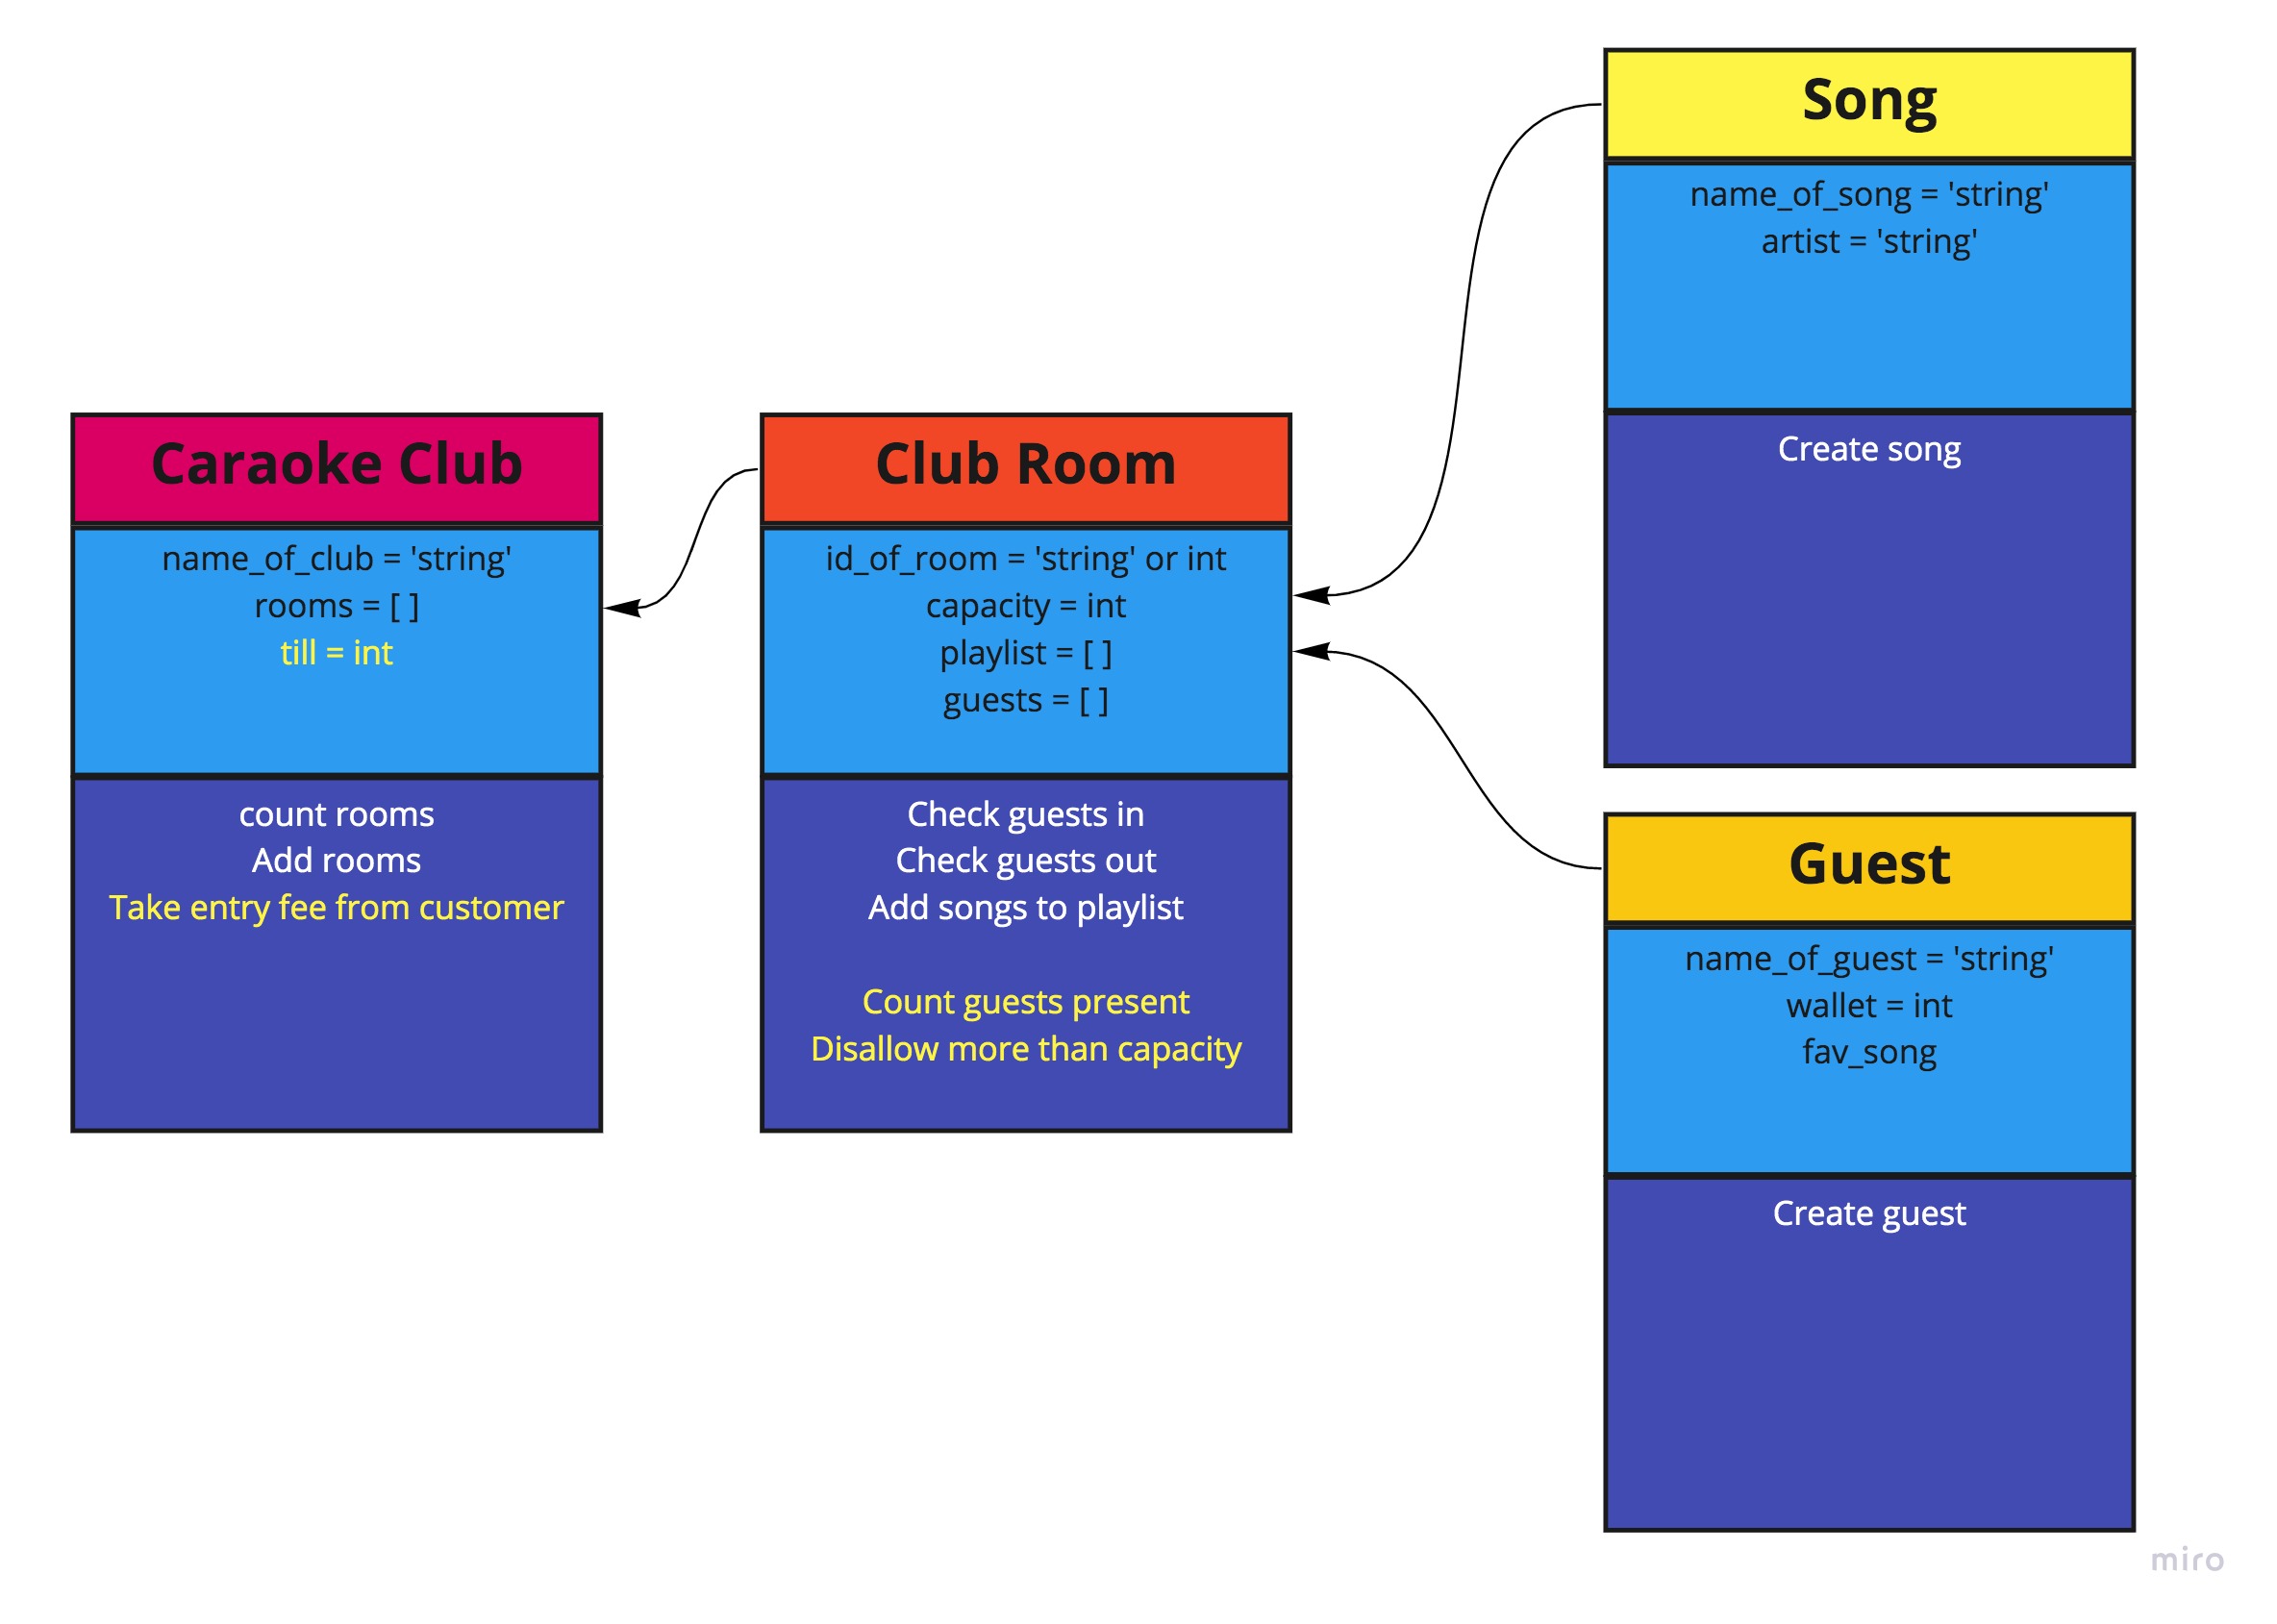 Caraoke Club
name_of_club = 'string'
rooms = [ ]
till = int
count rooms
Add rooms
Take entry fee from customer
Club Room
id_of_room = 'string' or int
capacity = int
playlist = [ ]
guests = [ ]
Check guests in
Check guests out
Add songs to playlist
Count guests present
Disallow more than capacity
Song
name_of_song = 'string'
artist = 'string'
Create song
Guest
name_of_guest = 'string'
wallet = int
fav_song
Create guest
miro